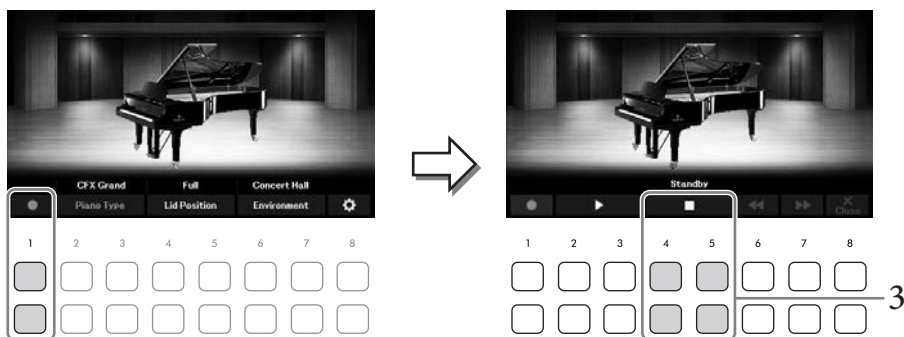 CFX Grand Full Concert Hall
Piano Type Lid Position Environment
1 2 3 4 5 6 7 8
Standby
Close
1 2 3 4 5 6 7 8
3